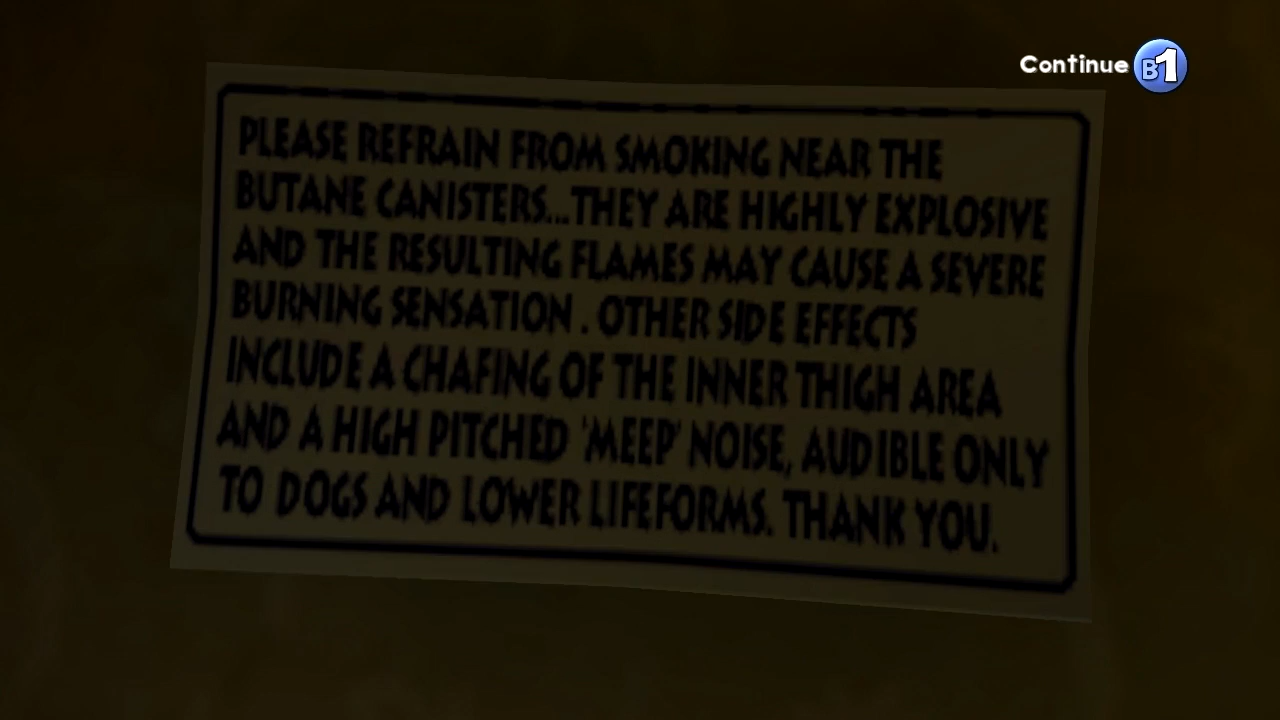 Continue B1
PLEASE REFRAIN FROM SMOKING NEAR THE
BUTANE CANISTERS...THEY ARE HIGHLY EXPLOSIVE
AND THE RESULTING FLAMES MAY CAUSE A SEVERE
BURNING SENSATION . OTHER SIDE EFFECTS
INCLUDE A CHAFING OF THE INNER THIGH AREA
AND A HIGH PITCHED 'MEEP' NOISE, AUDIBLE ONLY
TO DOGS AND LOWER LIFEFORMS. THANK YOU.